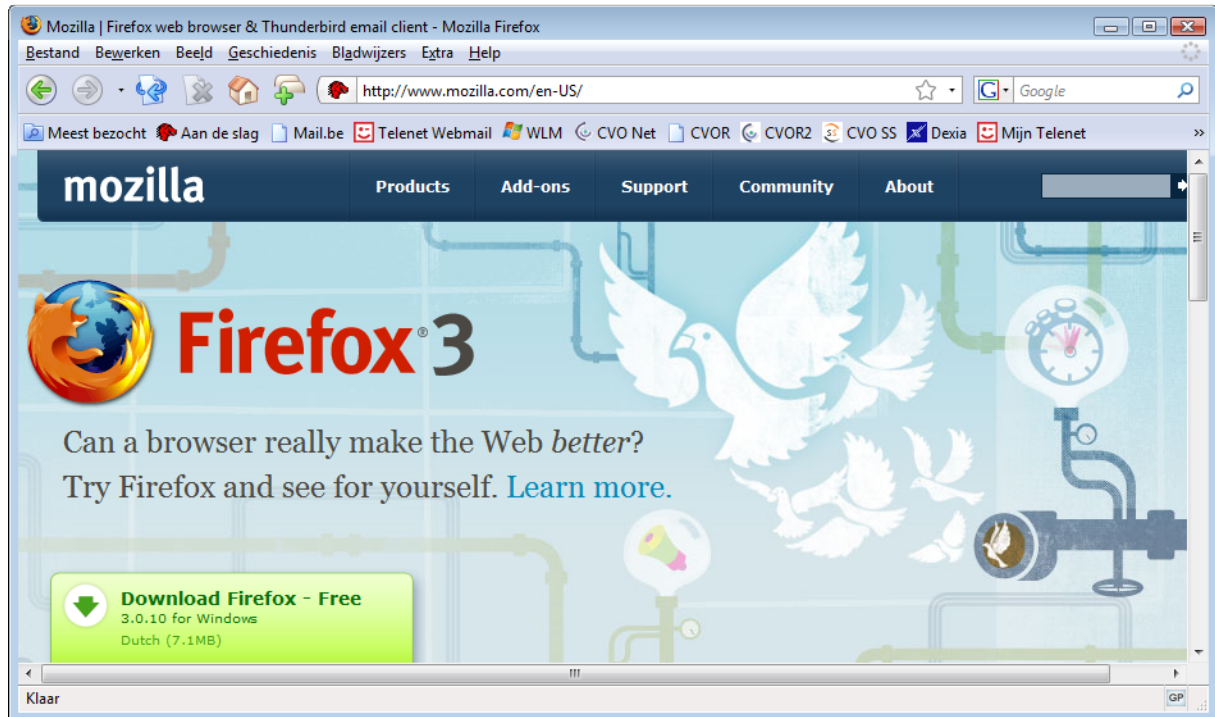 Mozilla | Firefox web browser & Thunderbird email client - Mozilla Firefox
Bestand Bewerken Beeld Geschiedenis Bladwijzers Extra Help
http://www.mozilla.com/en-US/ G Google
Meest bezocht Aan de slag Mail.be Telenet Webmail WLM CVO Net CVOR CVOR2 CVO SS Dexia Mijn Telenet »
mozilla Products Add-ons Support Community About
Firefox® 3
Can a browser really make the Web better?
Try Firefox and see for yourself. Learn more.
Download Firefox - Free
3.0.10 for Windows
Dutch (7.1MB)
Klaar GP